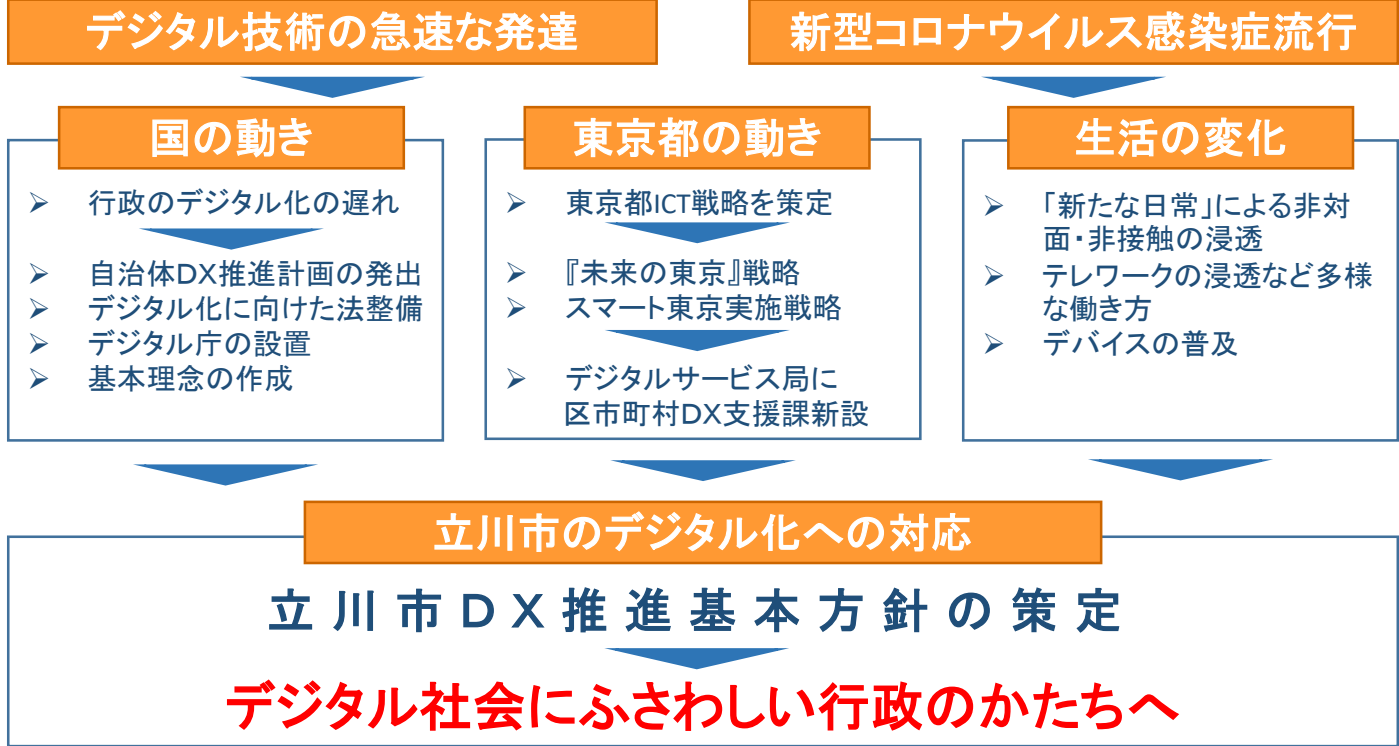 デジタル技術の急速な発達
新型コロナウイルス感染症流行
国の動き
➢ 行政のデジタル化の遅れ
➢ 自治体DX推進計画の発出
➢ デジタル化に向けた法整備
➢ デジタル庁の設置
➢ 基本理念の作成
東京都の動き
➢ 東京都ICT戦略を策定
➢ 『未来の東京』戦略
➢ スマート東京実施戦略
➢ デジタルサービス局に
区市町村DX支援課新設
生活の変化
➢ 「新たな日常」による非対
面・非接触の浸透
➢ テレワークの浸透など多様
な働き方
➢ デバイスの普及
立川市のデジタル化への対応
立川市DX推進基本方針の策定
デジタル社会にふさわしい行政のかたちへ